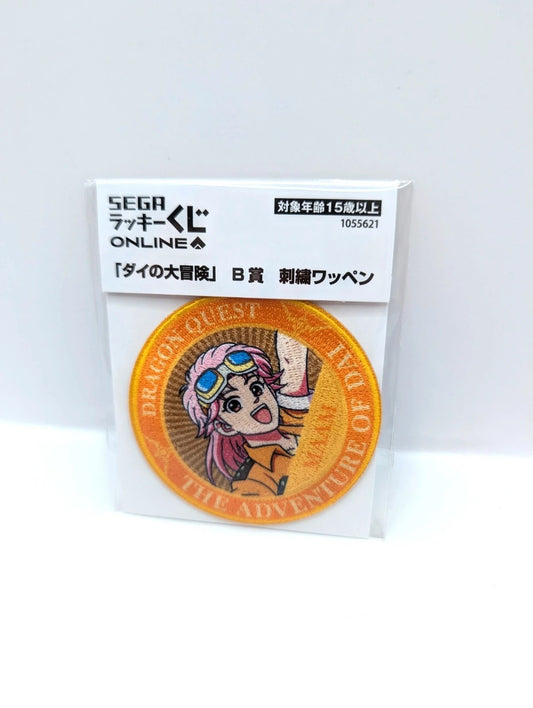 SEGA
ラッキーくじ
ONLINE
対象年齢15歳以上
1055621
「ダイの大冒険」 B賞 刺繍ワッペン
DRAGON QUEST
THE ADVENTURE OF DAI
MAAM